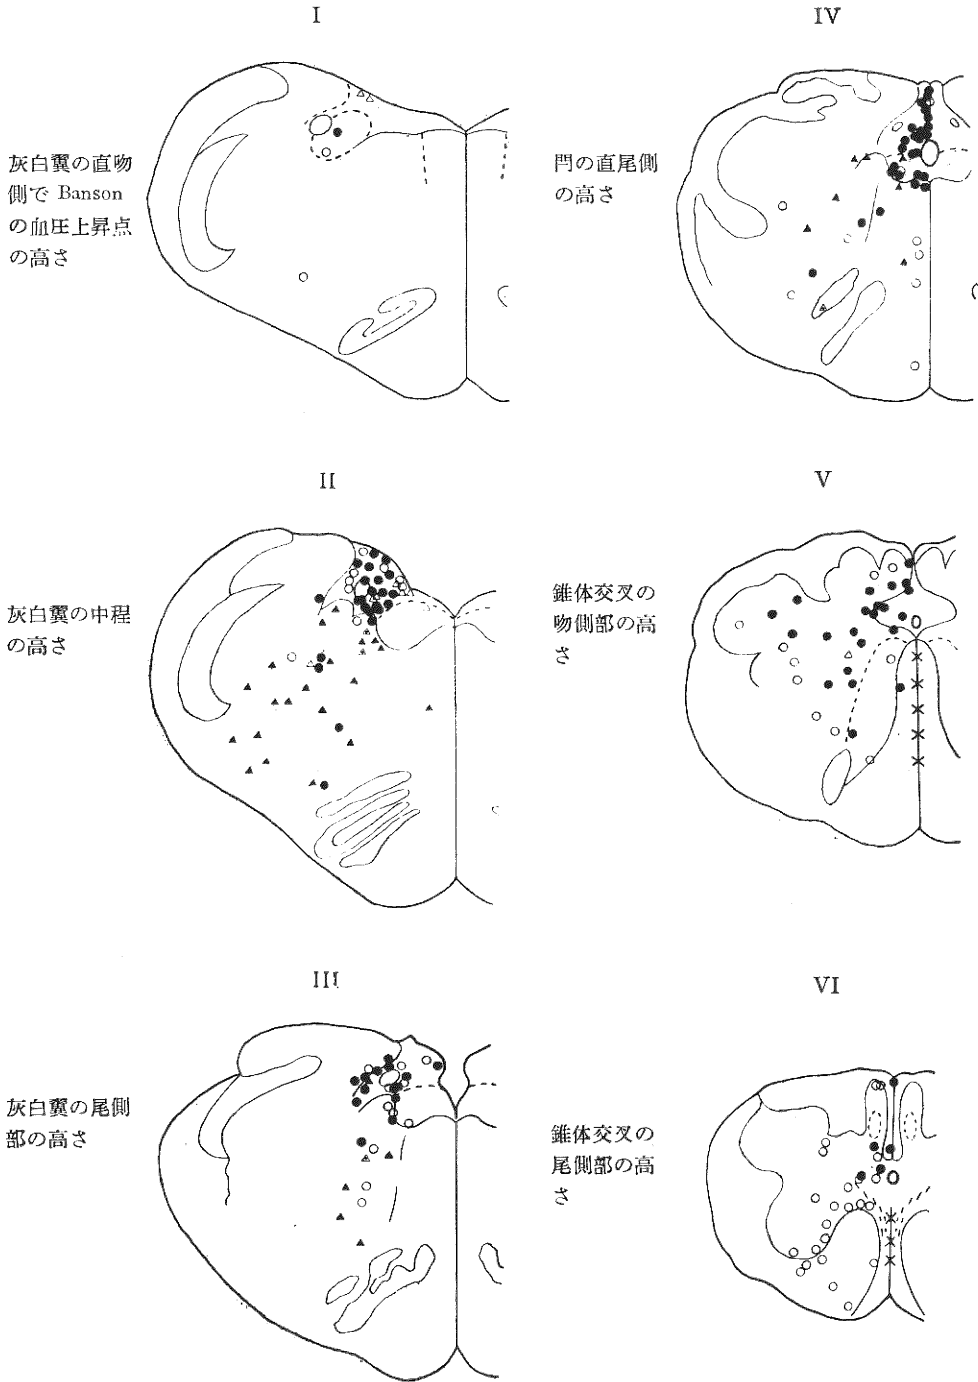 I
灰白翼の直吻
側で Banson
の血圧上昇点
の高さ
II
灰白翼の中程
の高さ
III
灰白翼の尾側
部の高さ
IV
閂の直尾側
の高さ
V
錐体交叉の
吻側部の高
さ
VI
錐体交叉の
尾側部の高
さ